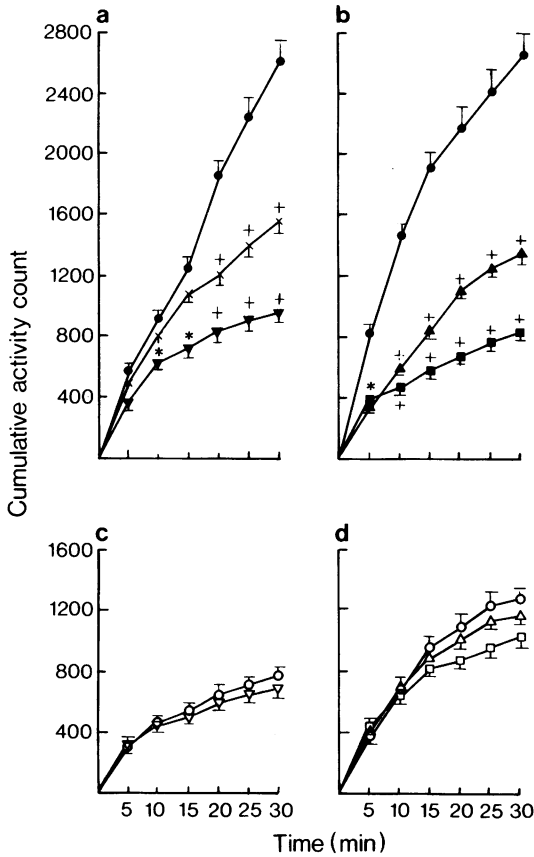 a
b
2800
2400
2000
1600
1200
800
400
Cumulative activity count
+ + +
* * + + +
+ + + + +
* + + + + +
c
d
1600
1200
800
400
5 10 15 20 25 30
5 10 15 20 25 30
Time (min)